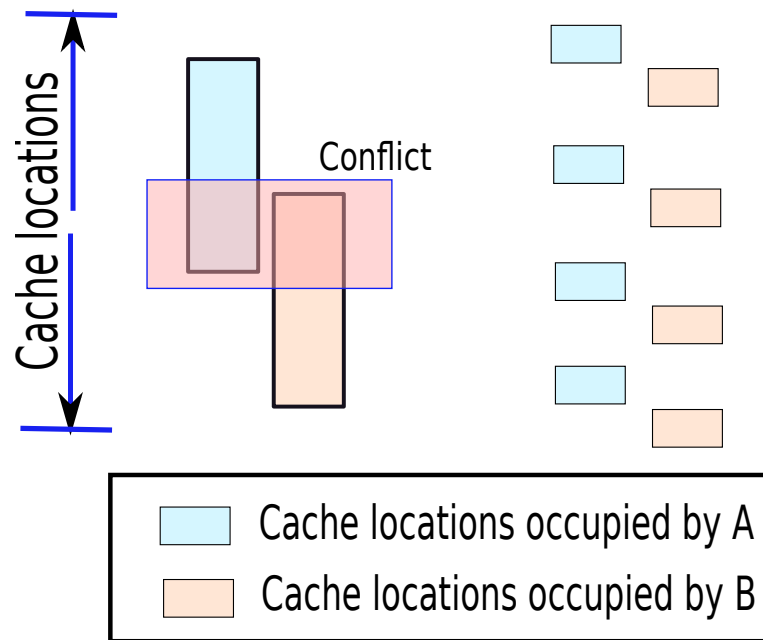 Cache locations
Conflict
Cache locations occupied by A
Cache locations occupied by B